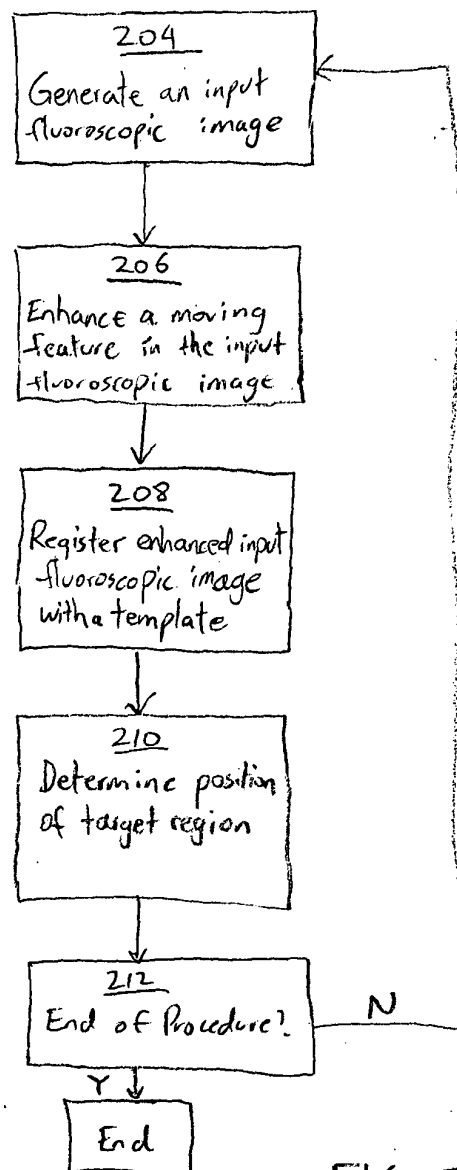 204
Generate an input
fluoroscopic image
206
Enhance a moving
feature in the input
fluoroscopic image
208
Register enhanced input
fluoroscopic image
with a template
210
Determine position
of target region
212
End of Procedure?
N
Y
End